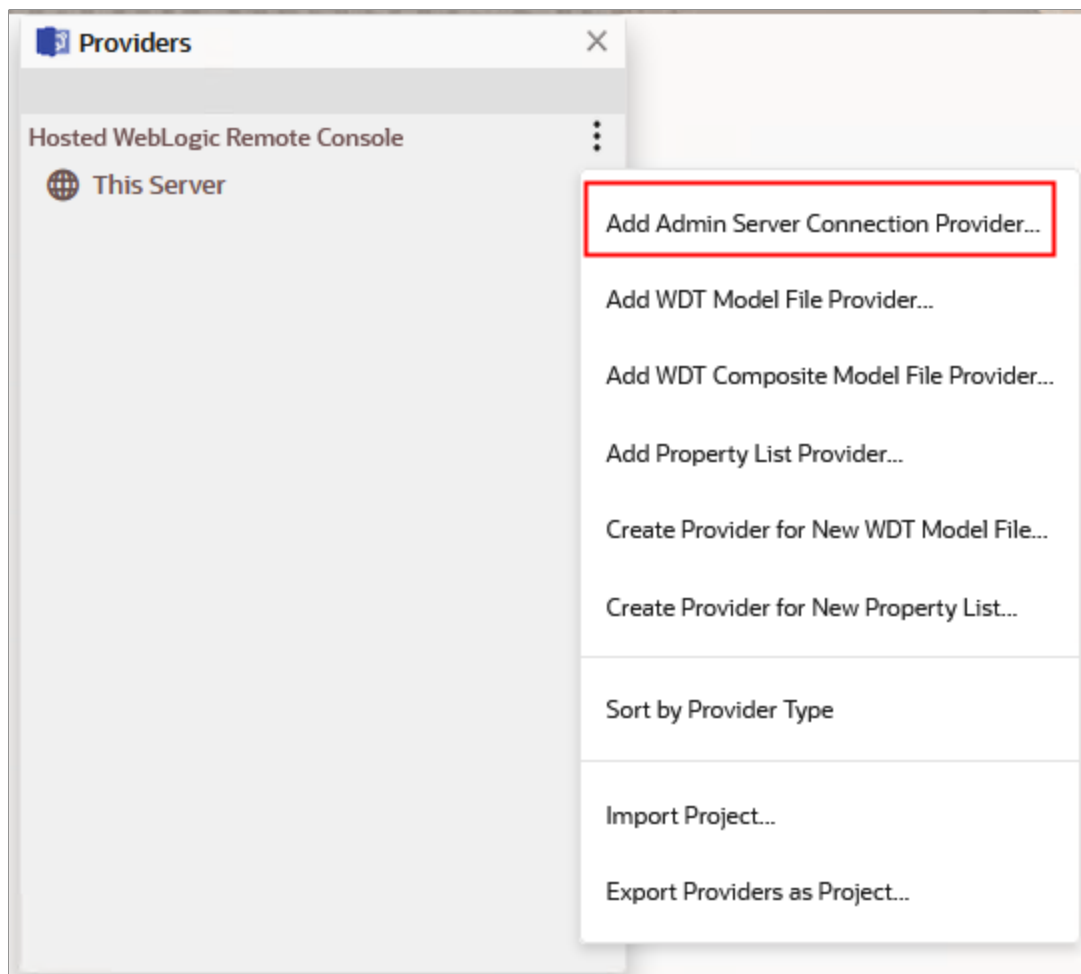 Providers
Hosted WebLogic Remote Console
This Server
Add Admin Server Connection Provider...
Add WDT Model File Provider...
Add WDT Composite Model File Provider...
Add Property List Provider...
Create Provider for New WDT Model File...
Create Provider for New Property List...
Sort by Provider Type
Import Project...
Export Providers as Project...